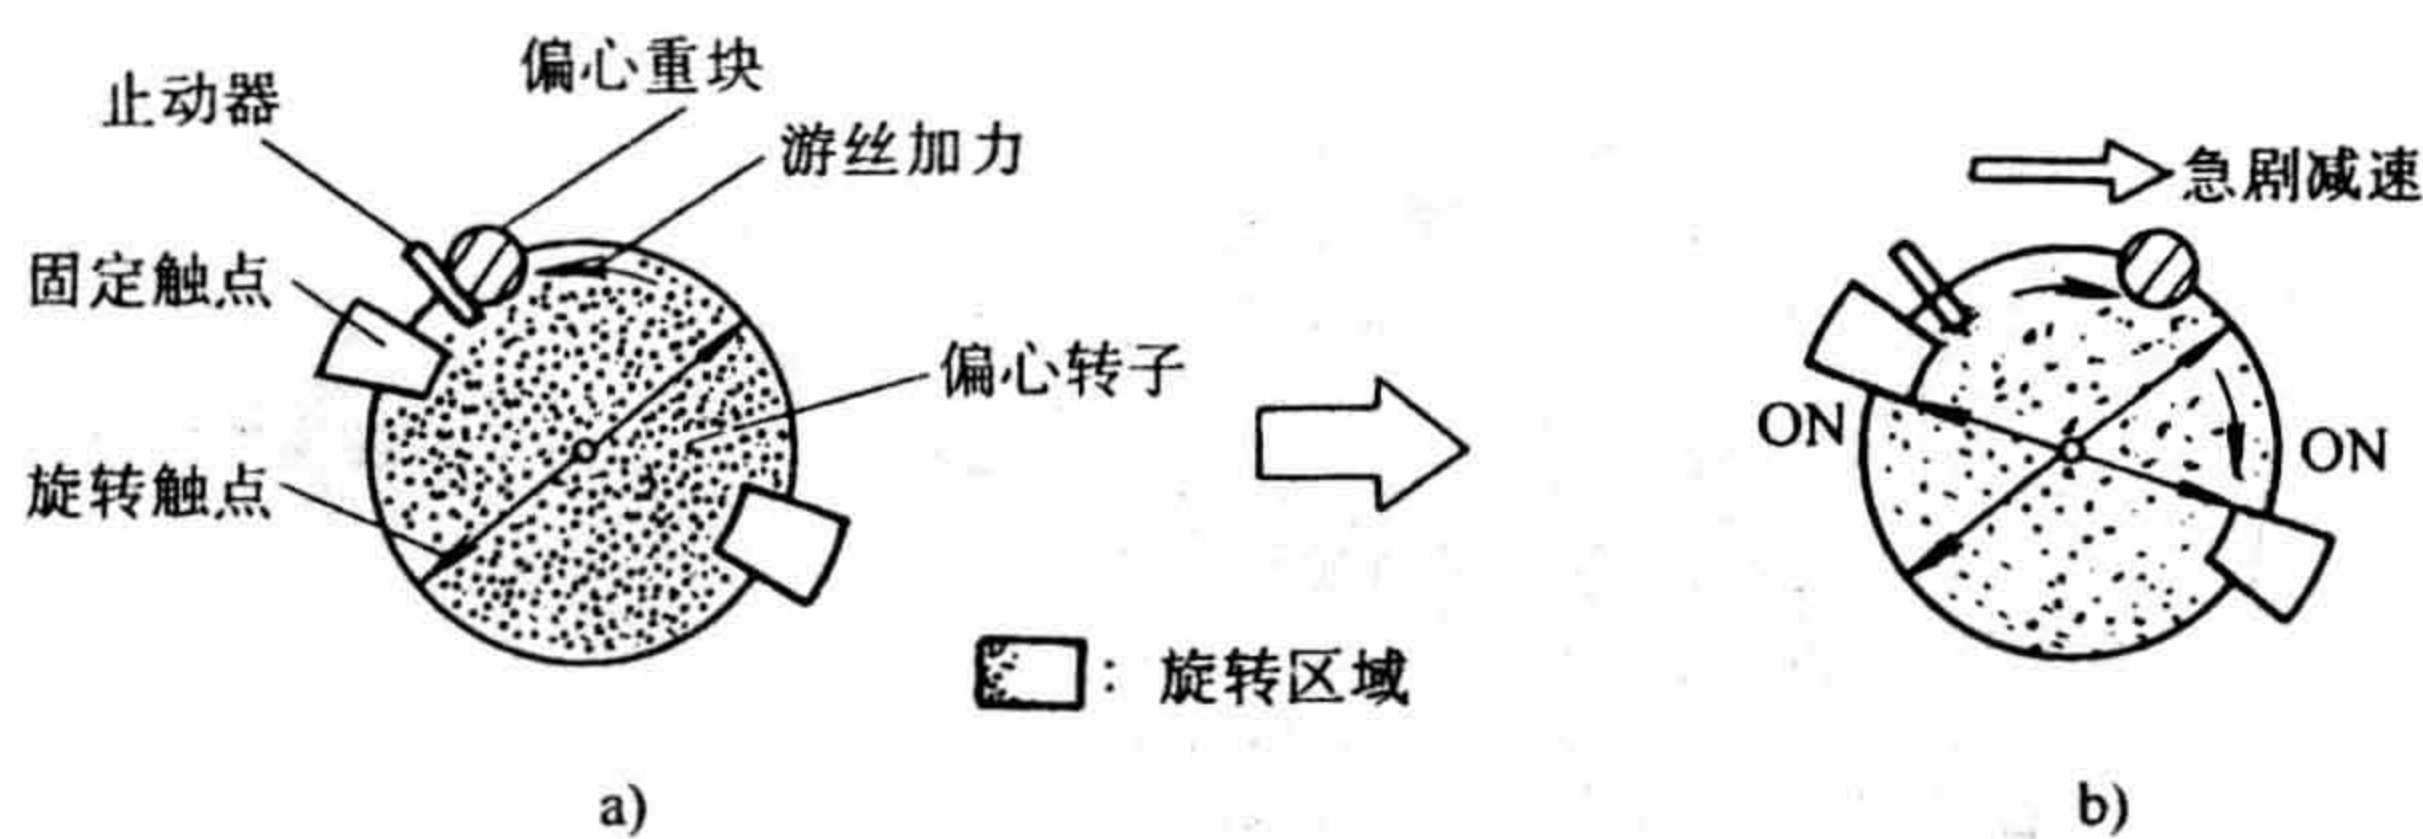 偏心重块
止动器
游丝加力
急剧减速
固定触点
偏心转子
ON
ON
旋转触点
：旋转区域
a)
b)